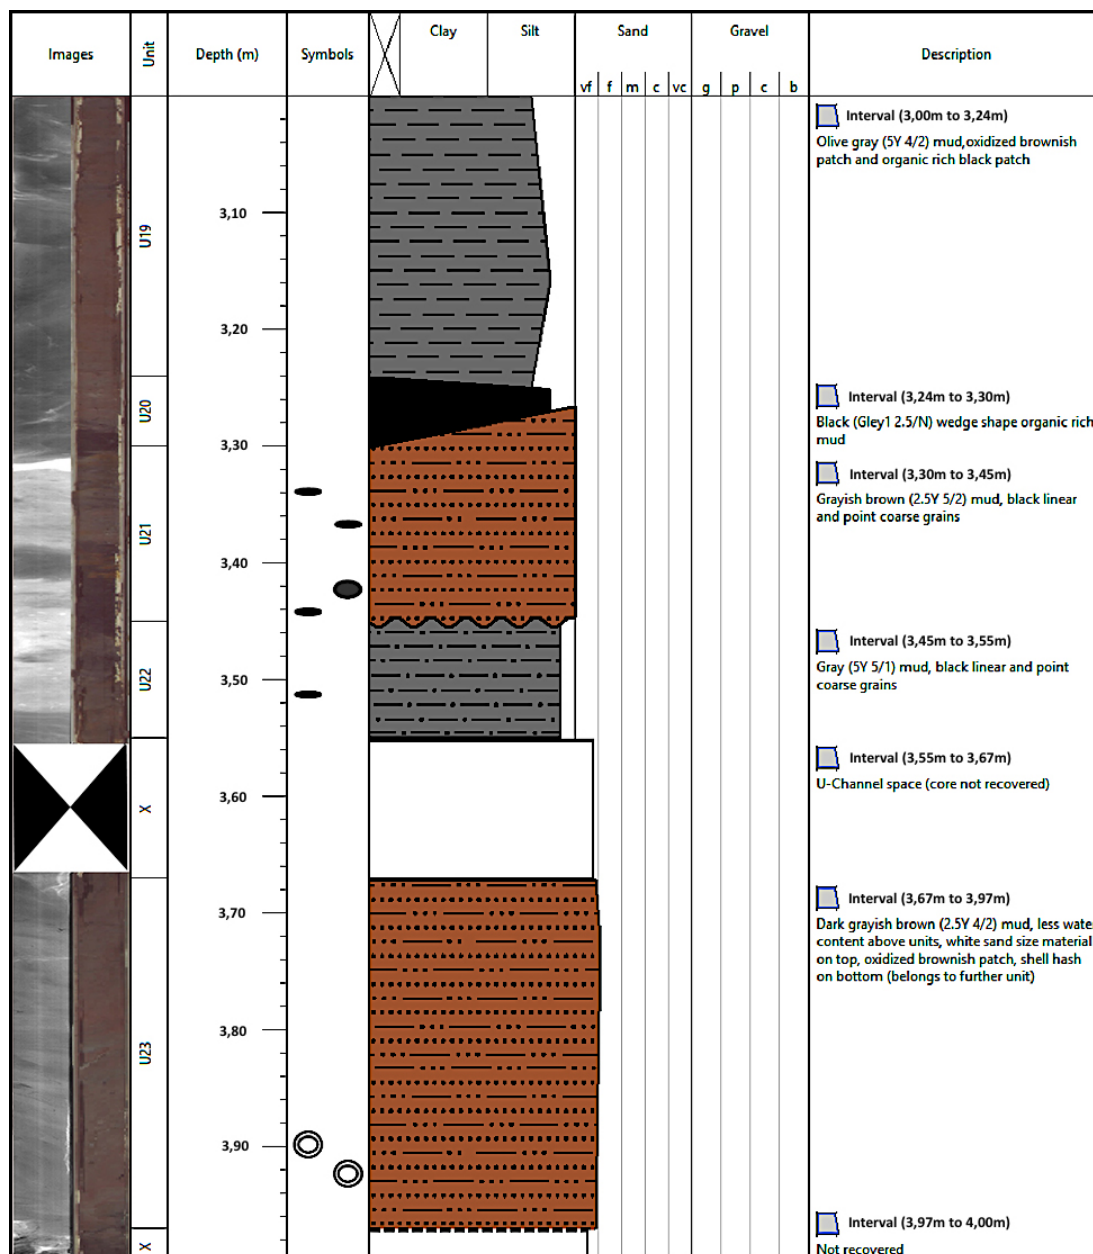 Images
Unit
Depth (m)
Symbols
Clay
Silt
Sand
Gravel
Description
vf f m c vc g p c b
Interval (3,00m to 3,24m)
Olive gray (5Y 4/2) mud,oxidized brownish
patch and organic rich black patch
3,10
U19
3,20
U20
Interval (3,24m to 3,30m)
Black (Gley1 2.5/N) wedge shape organic rich
mud
3,30
Interval (3,30m to 3,45m)
Grayish brown (2.5Y 5/2) mud, black linear
and point coarse grains
U21
3,40
Interval (3,45m to 3,55m)
Gray (5Y 5/1) mud, black linear and point
coarse grains
U22
3,50
Interval (3,55m to 3,67m)
U-Channel space (core not recovered)
X
3,60
Interval (3,67m to 3,97m)
Dark grayish brown (2.5Y 4/2) mud, less wate
content above units, white sand size material
on top, oxidized brownish patch, shell hash
on bottom (belongs to further unit)
3,70
3,80
U23
3,90
Interval (3,97m to 4,00m)
Not recovered
X